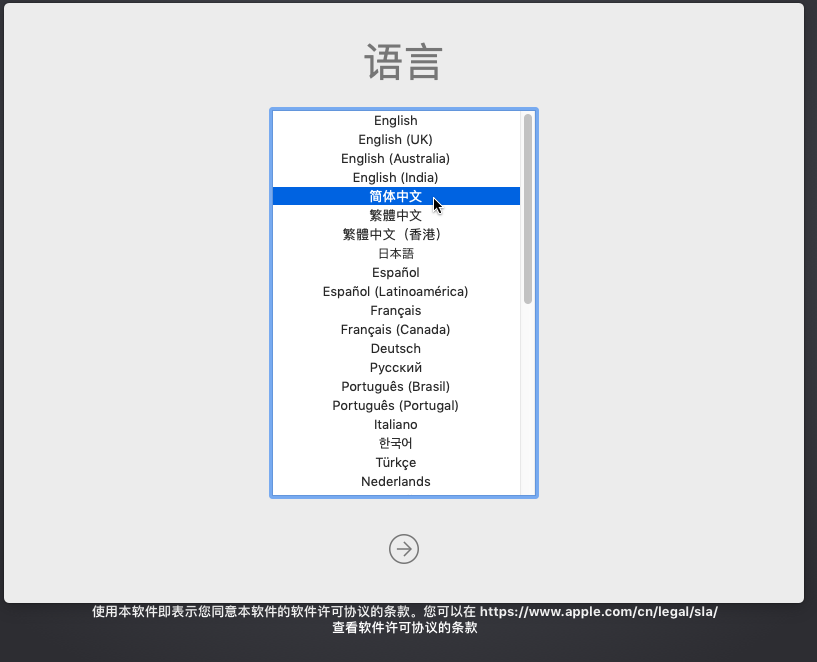 语言
English
English (UK)
English (Australia)
English (India)
简体中文
繁體中文
繁體中文（香港）
日本語
Español
Español (Latinoamérica)
Français
Français (Canada)
Deutsch
Русский
Português (Brasil)
Português (Portugal)
Italiano
한국어
Türkçe
Nederlands
使用本软件即表示您同意本软件的软件许可协议的条款。您可以在 https://www.apple.com/cn/legal/sla/
查看软件许可协议的条款